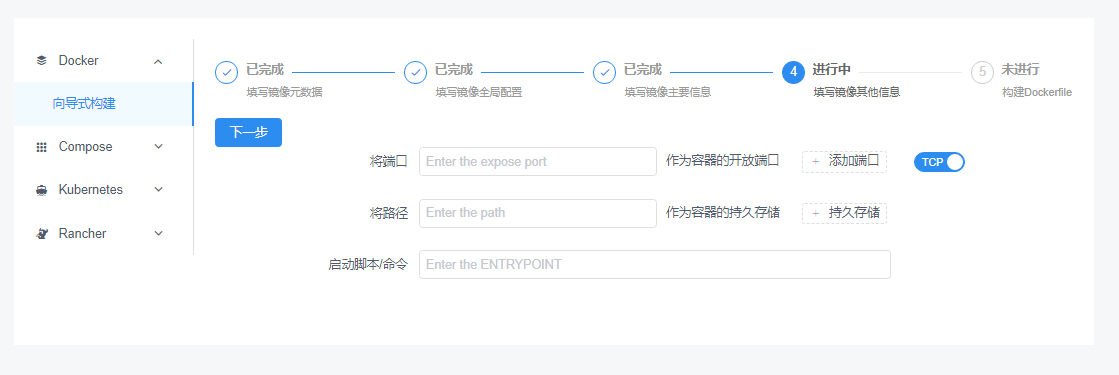 Docker
向导式构建
Compose
Kubernetes
Rancher
已完成
填写镜像元数据
已完成
填写镜像全局配置
已完成
填写镜像主要信息
4
进行中
填写镜像其他信息
5
未进行
构建Dockerfile
下一步
将端口 Enter the expose port 作为容器的开放端口 + 添加端口 TCP
将路径 Enter the path 作为容器的持久存储 + 持久存储
启动脚本/命令 Enter the ENTRYPOINT